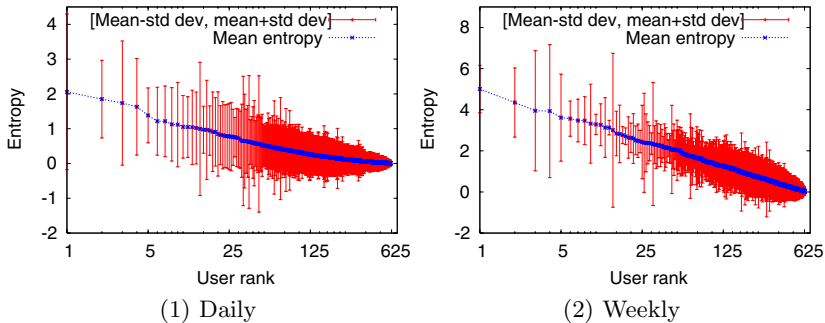 [Mean-std dev, mean+std dev]
Mean entropy
Entropy
4
3
2
1
0
-1
-2
1
5
25
125
625
User rank
(1) Daily
[Mean-std dev, mean+std dev]
Mean entropy
Entropy
8
6
4
2
0
-2
1
5
25
125
625
User rank
(2) Weekly